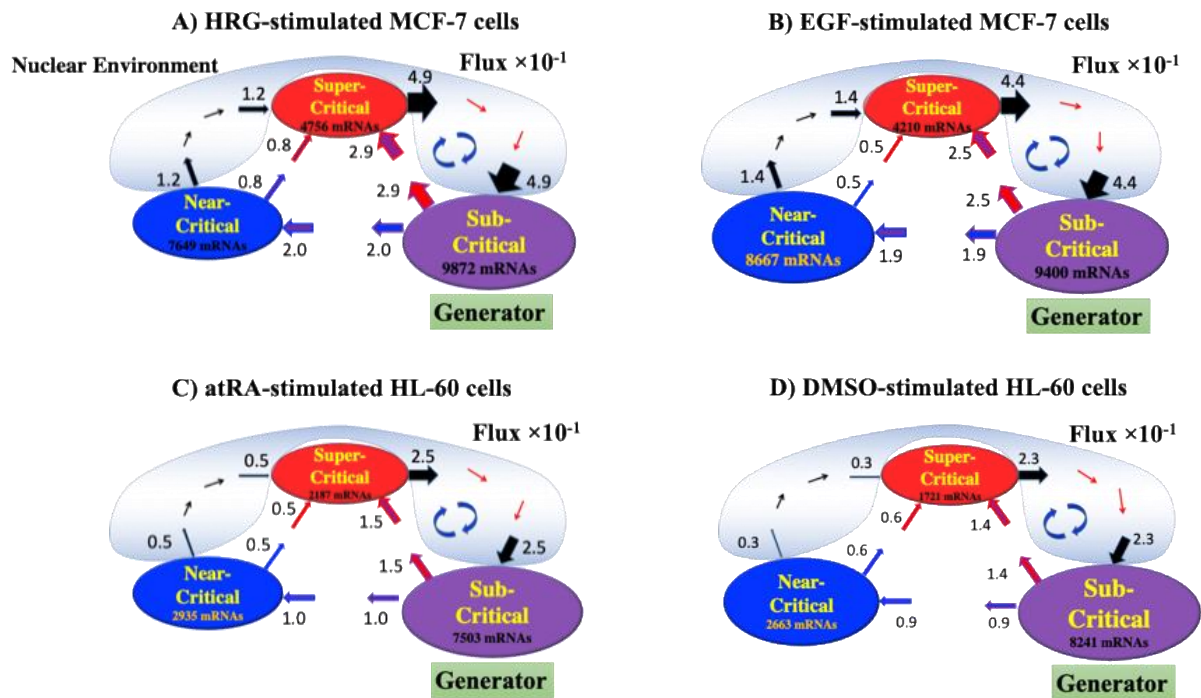 A) HRG-stimulated MCF-7 cells
Nuclear Environment
Flux ×10-1
Super-
Critical
4756 mRNAs
4.9
1.2
0.8
2.9
1.2
0.8
2.9
4.9
Near-
Critical
7649 mRNAs
2.0
2.0
Sub-
Critical
9872 mRNAs
Generator
B) EGF-stimulated MCF-7 cells
Flux ×10-1
Super-
Critical
4210 mRNAs
4.4
1.4
0.5
2.5
1.4
0.5
2.5
4.4
Near-
Critical
8667 mRNAs
1.9
1.9
Sub-
Critical
9400 mRNAs
Generator
C) atRA-stimulated HL-60 cells
Flux ×10-1
Super-
Critical
2187 mRNAs
2.5
0.5
0.5
1.5
0.5
0.5
1.5
2.5
Near-
Critical
2935 mRNAs
1.0
1.0
Sub-
Critical
7503 mRNAs
Generator
D) DMSO-stimulated HL-60 cells
Flux ×10-1
Super-
Critical
1721 mRNAs
2.3
0.3
0.6
1.4
0.3
0.6
1.4
2.3
Near-
Critical
2663 mRNAs
0.9
0.9
Sub-
Critical
8241 mRNAs
Generator